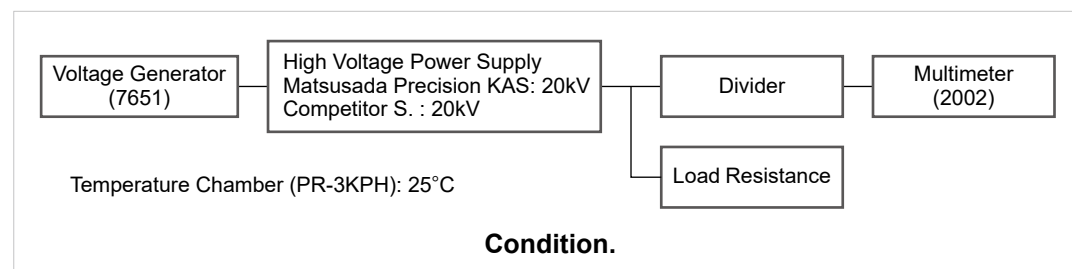 Voltage Generator
(7651)
High Voltage Power Supply
Matsusada Precision KAS: 20kV
Competitor S. : 20kV
Divider
Multimeter
(2002)
Load Resistance
Temperature Chamber (PR-3KPH): 25°C
Condition.